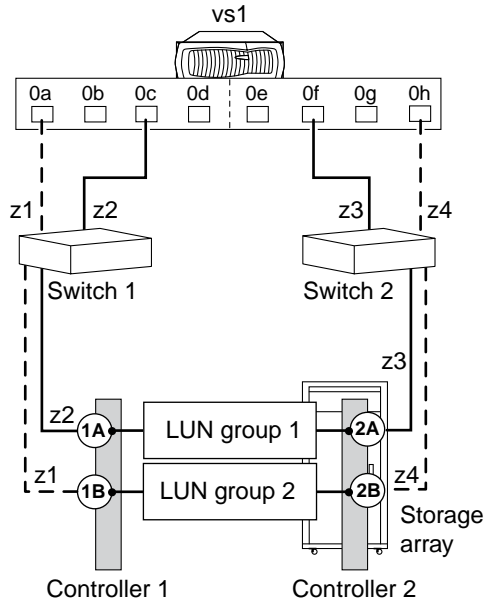 vs1
0a 0b 0c 0d 0e 0f 0g 0h
z1 z2 z3 z4
Switch 1 Switch 2
z3
z2 1A LUN group 1 2A
z1 1B LUN group 2 2B z4
Storage
array
Controller 1 Controller 2